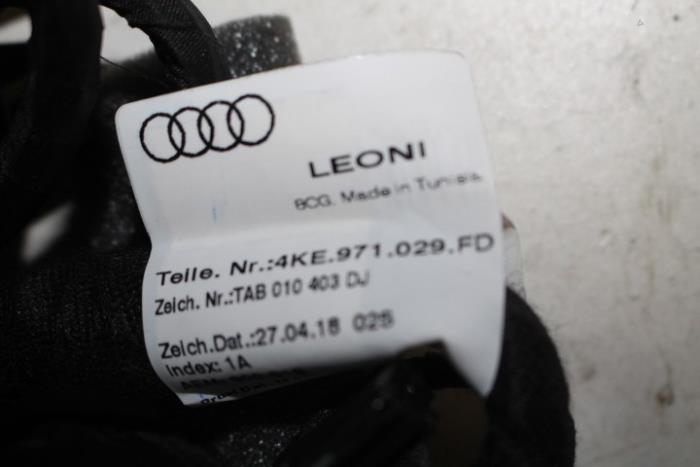 LEONI
BCG. Made in Tunisia
Teile. Nr.:4KE.971.029.FD
Zeich. Nr.:TAB 010 403 DJ
Zeich.Dat.:27.04.18 025
Index: 1A